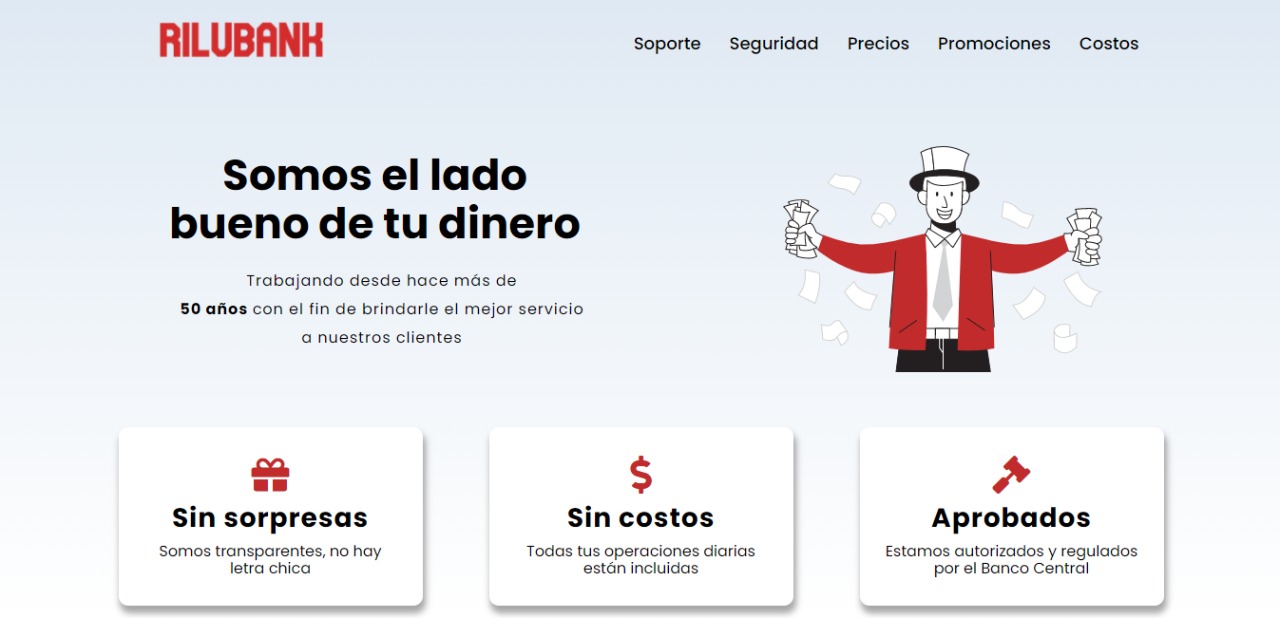 RILUBANK
Soporte Seguridad Precios Promociones Costos
Somos el lado
bueno de tu dinero
Trabajando desde hace más de
50 años con el fin de brindarle el mejor servicio
a nuestros clientes
Sin sorpresas
Somos transparentes, no hay
letra chica
Sin costos
Todas tus operaciones diarias
están incluidas
Aprobados
Estamos autorizados y regulados
por el Banco Central